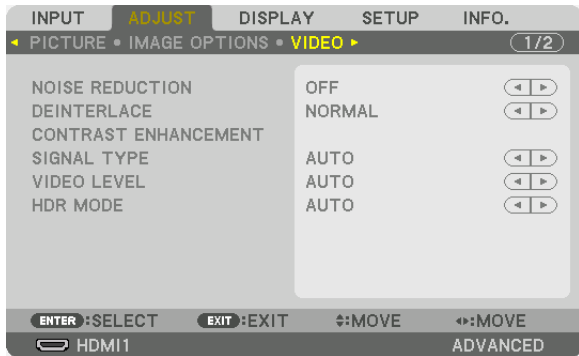 INPUT ADJUST DISPLAY SETUP INFO.
PICTURE • IMAGE OPTIONS • VIDEO (1/2)
NOISE REDUCTION OFF
DEINTERLACE NORMAL
CONTRAST ENHANCEMENT
SIGNAL TYPE AUTO
VIDEO LEVEL AUTO
HDR MODE AUTO
ENTER :SELECT EXIT :EXIT :MOVE :MOVE
HDMI1 ADVANCED